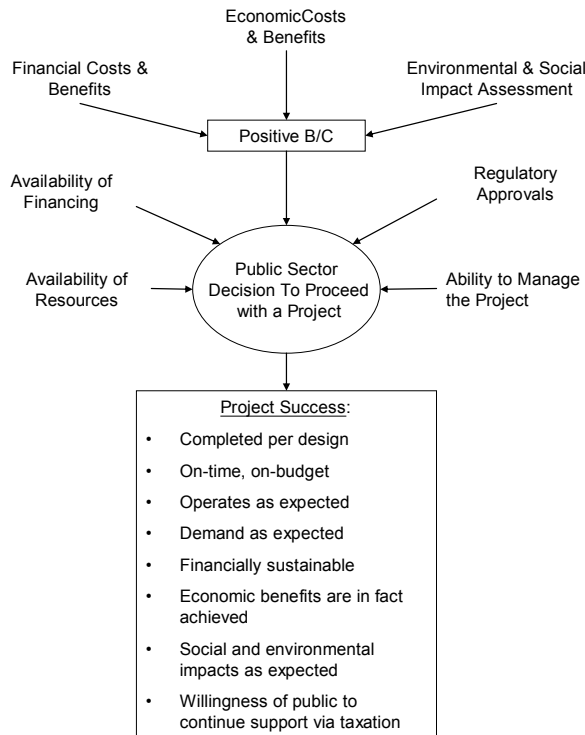 EconomicCosts
& Benefits
Financial Costs &
Benefits
Environmental & Social
Impact Assessment
Positive B/C
Availability of
Financing
Regulatory
Approvals
Availability of
Resources
Public Sector
Decision To Proceed
with a Project
Ability to Manage
the Project
Project Success:
• Completed per design
• On-time, on-budget
• Operates as expected
• Demand as expected
• Financially sustainable
• Economic benefits are in fact
achieved
• Social and environmental
impacts as expected
• Willingness of public to
continue support via taxation